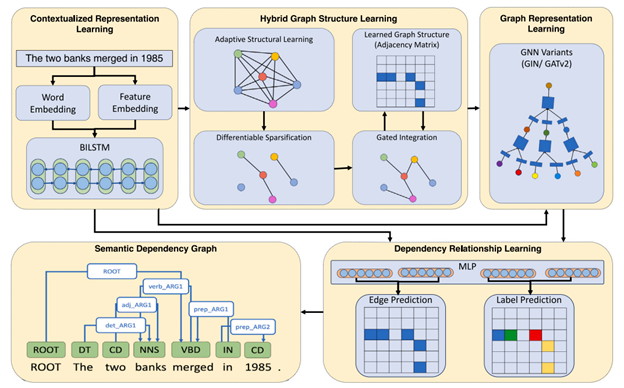 Contextualized Representation
Learning
The two banks merged in 1985
Word
Embedding
Feature
Embedding
BILSTM
Hybrid Graph Structure Learning
Adaptive Structural Learning
Learned Graph Structure
(Adjacency Matrix)
Differentiable Sparsification
Gated Integration
Graph Representation
Learning
GNN Variants
(GIN/ GATv2)
Semantic Dependency Graph
ROOT
verb_ARG1
adj_ARG1
prep_ARG1
det_ARG1
prep_ARG2
ROOT DT CD NNS VBD IN CD
ROOT The two banks merged in 1985 .
Dependency Relationship Learning
MLP
Edge Prediction
Label Prediction